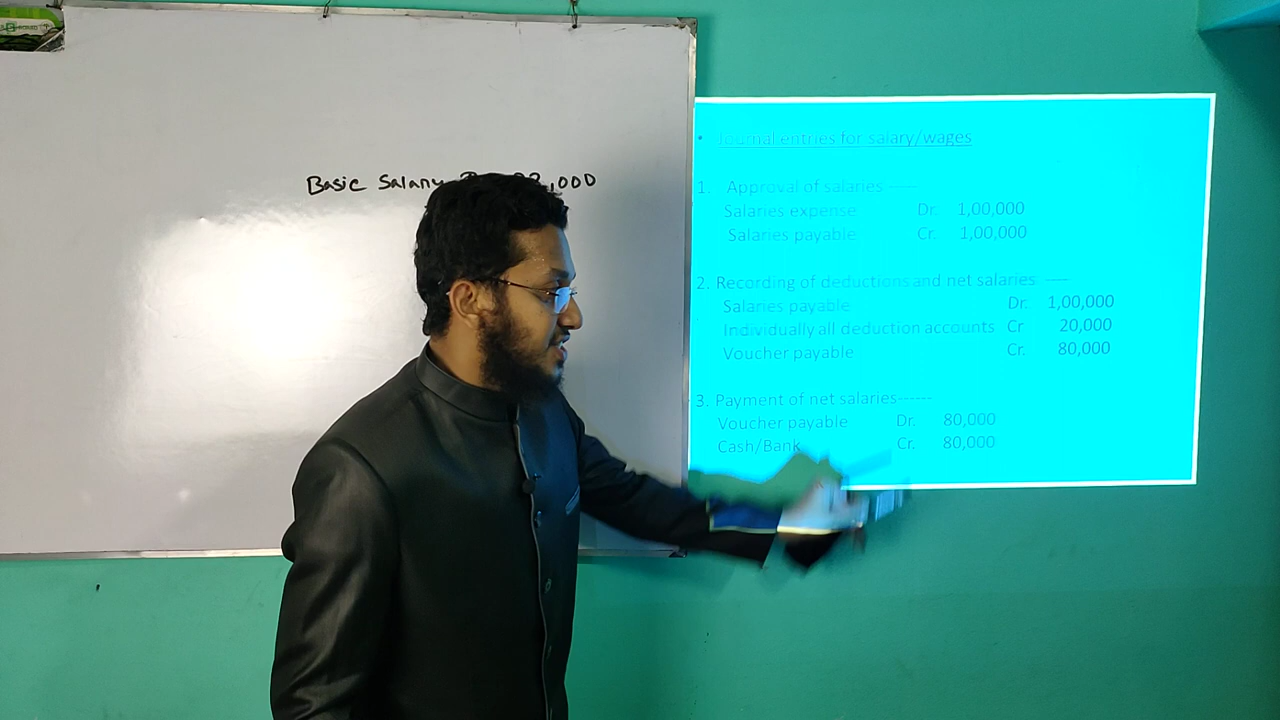 Basic Salary ,000
• Journal entries for salary/wages
1. Approval of salaries -----
Salaries expense Dr. 1,00,000
Salaries payable Cr. 1,00,000
2. Recording of deductions and net salaries: ----
Salaries payable Dr. 1,00,000
Individually all deduction accounts Cr 20,000
Voucher payable Cr. 80,000
3. Payment of net salaries------
Voucher payable Dr. 80,000
Cash/Bank Cr. 80,000